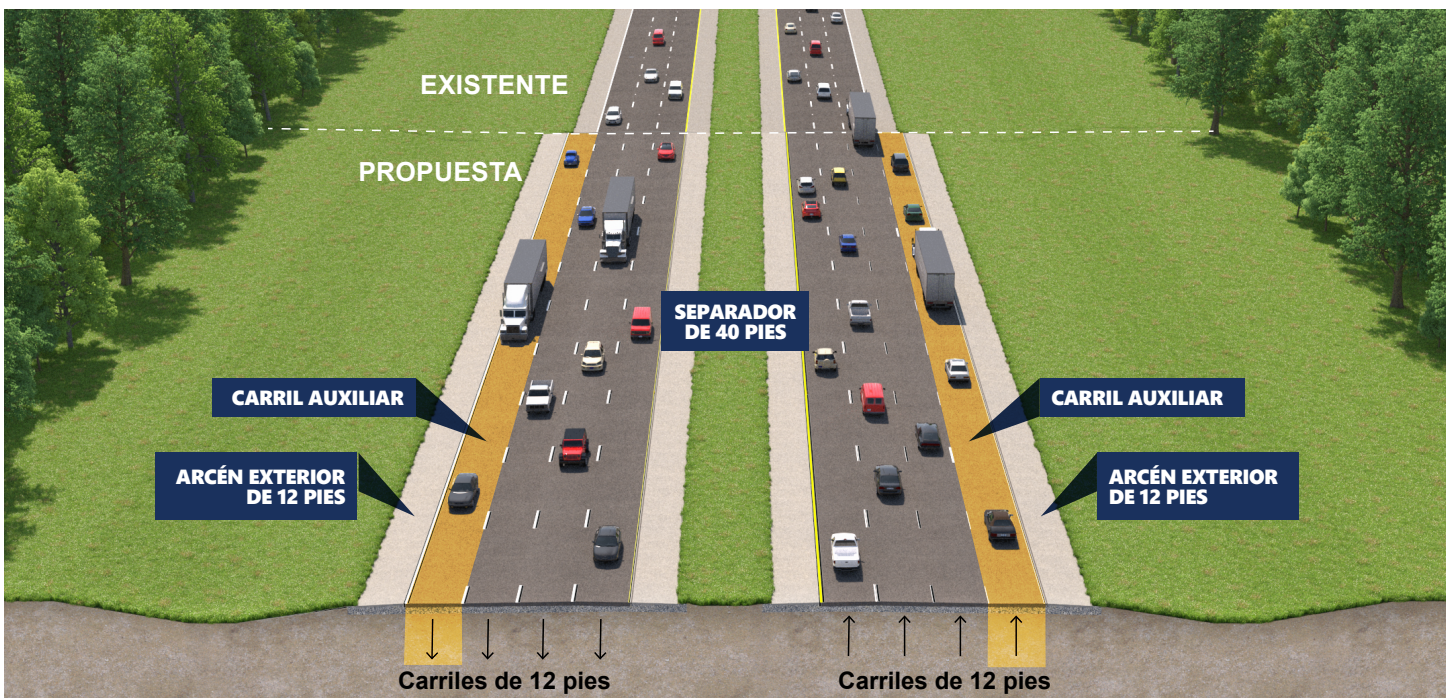 EXISTENTE
PROPUESTA
SEPARADOR
DE 40 PIES
CARRIL AUXILIAR
CARRIL AUXILIAR
ARCÉN EXTERIOR
DE 12 PIES
ARCÉN EXTERIOR
DE 12 PIES
Carriles de 12 pies
Carriles de 12 pies